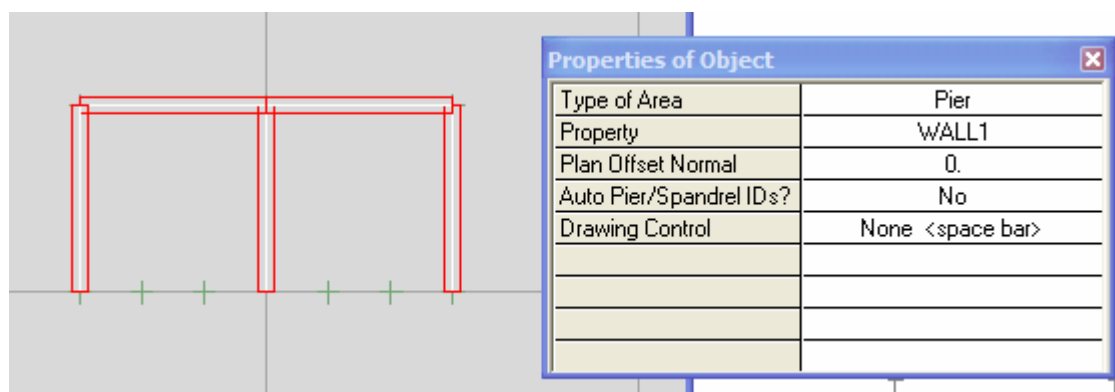 Properties of Object
Type of Area Pier
Property WALL1
Plan Offset Normal 0.
Auto Pier/Spandrel IDs? No
Drawing Control None <space bar>